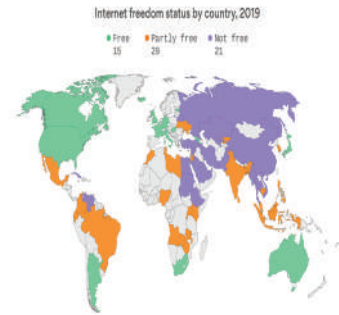 Internet freedom status by country, 2019
Free Partly free Not free
15 29 21